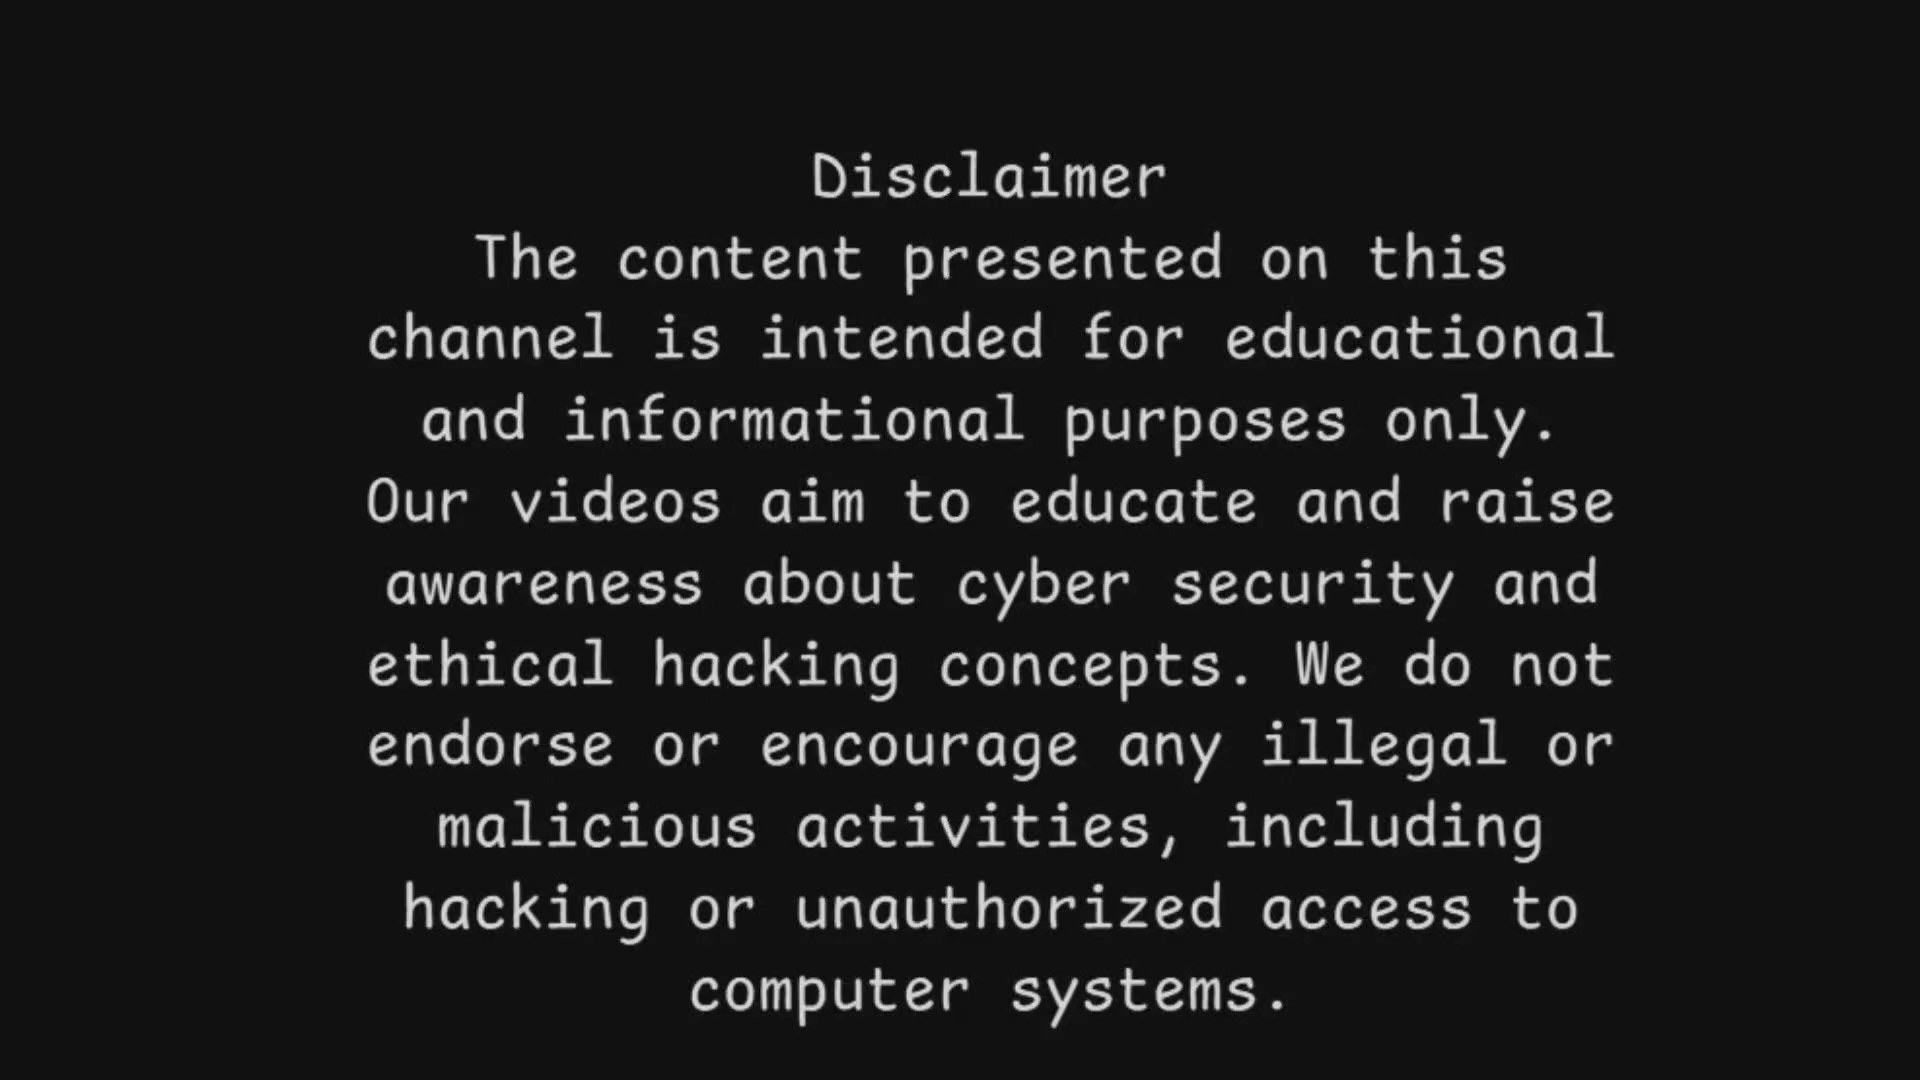 Disclaimer
The content presented on this
channel is intended for educational
and informational purposes only.
Our videos aim to educate and raise
awareness about cyber security and
ethical hacking concepts. We do not
endorse or encourage any illegal or
malicious activities, including
hacking or unauthorized access to
computer systems.